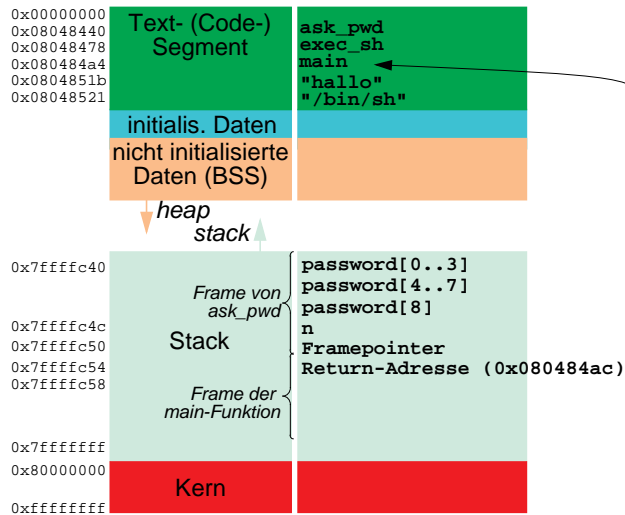 0x00000000
Text- (Code-)
Segment
0x08048440
ask_pwd
0x08048478
exec_sh
0x080484a4
main
0x0804851b
"hallo"
0x08048521
"/bin/sh"
initialis. Daten
nicht initialisierte
Daten (BSS)
heap
stack
0x7ffffc40
password[0..3]
password[4..7]
Frame von
ask_pwd
password[8]
0x7ffffc4c
n
Stack
0x7ffffc50
Framepointer
0x7ffffc54
Return-Adresse (0x080484ac)
0x7ffffc58
Frame der
main-Funktion
0x7fffffff
0x80000000
Kern
0xffffffff